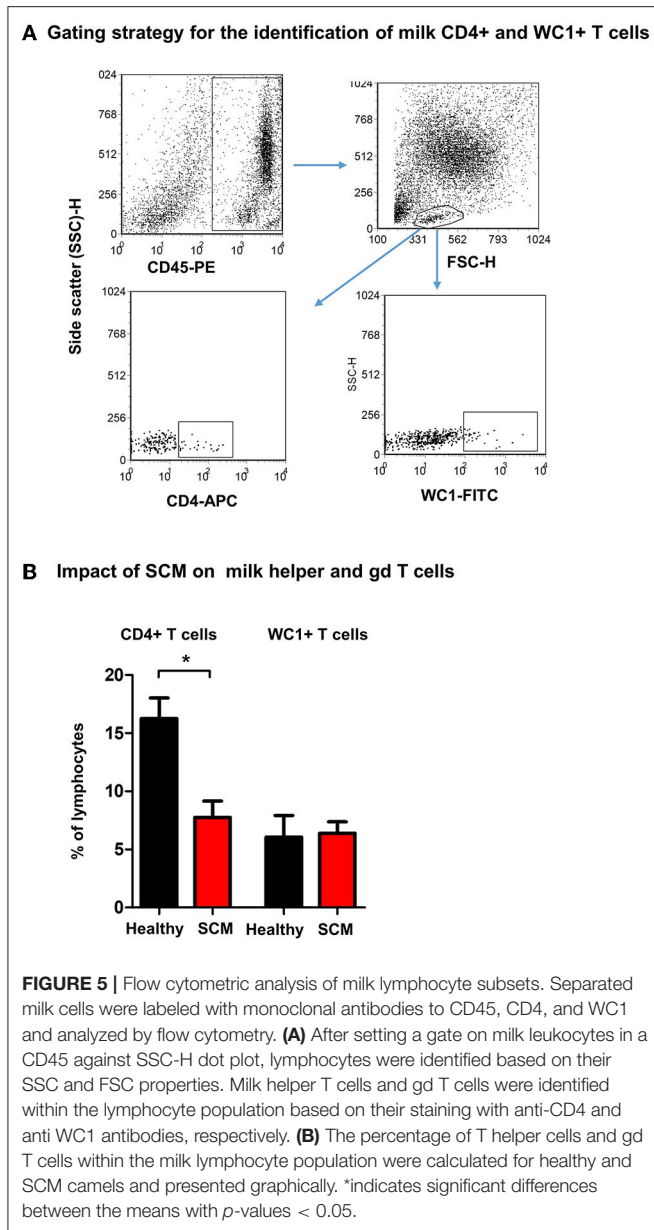 A Gating strategy for the identification of milk CD4+ and WC1+ T cells
Side scatter (SSC)-H
024
768
512
256
0
10⁰ 10¹ 10² 10³ 10⁴
CD45-PE
1024
768
512
256
0
100 331 562 793 1024
FSC-H
1024
768
512
256
0
10⁰ 10¹ 10² 10³ 10⁴
CD4-APC
SSC-H
1024
768
512
256
0
10⁰ 10¹ 10² 10³ 10⁴
WC1-FITC
B Impact of SCM on milk helper and gd T cells
CD4+ T cells WC1+ T cells
*
% of lymphocytes
20
15
10
5
0
Healthy SCM Healthy SCM
FIGURE 5 | Flow cytometric analysis of milk lymphocyte subsets. Separated
milk cells were labeled with monoclonal antibodies to CD45, CD4, and WC1
and analyzed by flow cytometry. (A) After setting a gate on milk leukocytes in a
CD45 against SSC-H dot plot, lymphocytes were identified based on their
SSC and FSC properties. Milk helper T cells and gd T cells were identified
within the lymphocyte population based on their staining with anti-CD4 and
anti WC1 antibodies, respectively. (B) The percentage of T helper cells and gd
T cells within the milk lymphocyte population were calculated for healthy and
SCM camels and presented graphically. *indicates significant differences
between the means with p-values < 0.05.